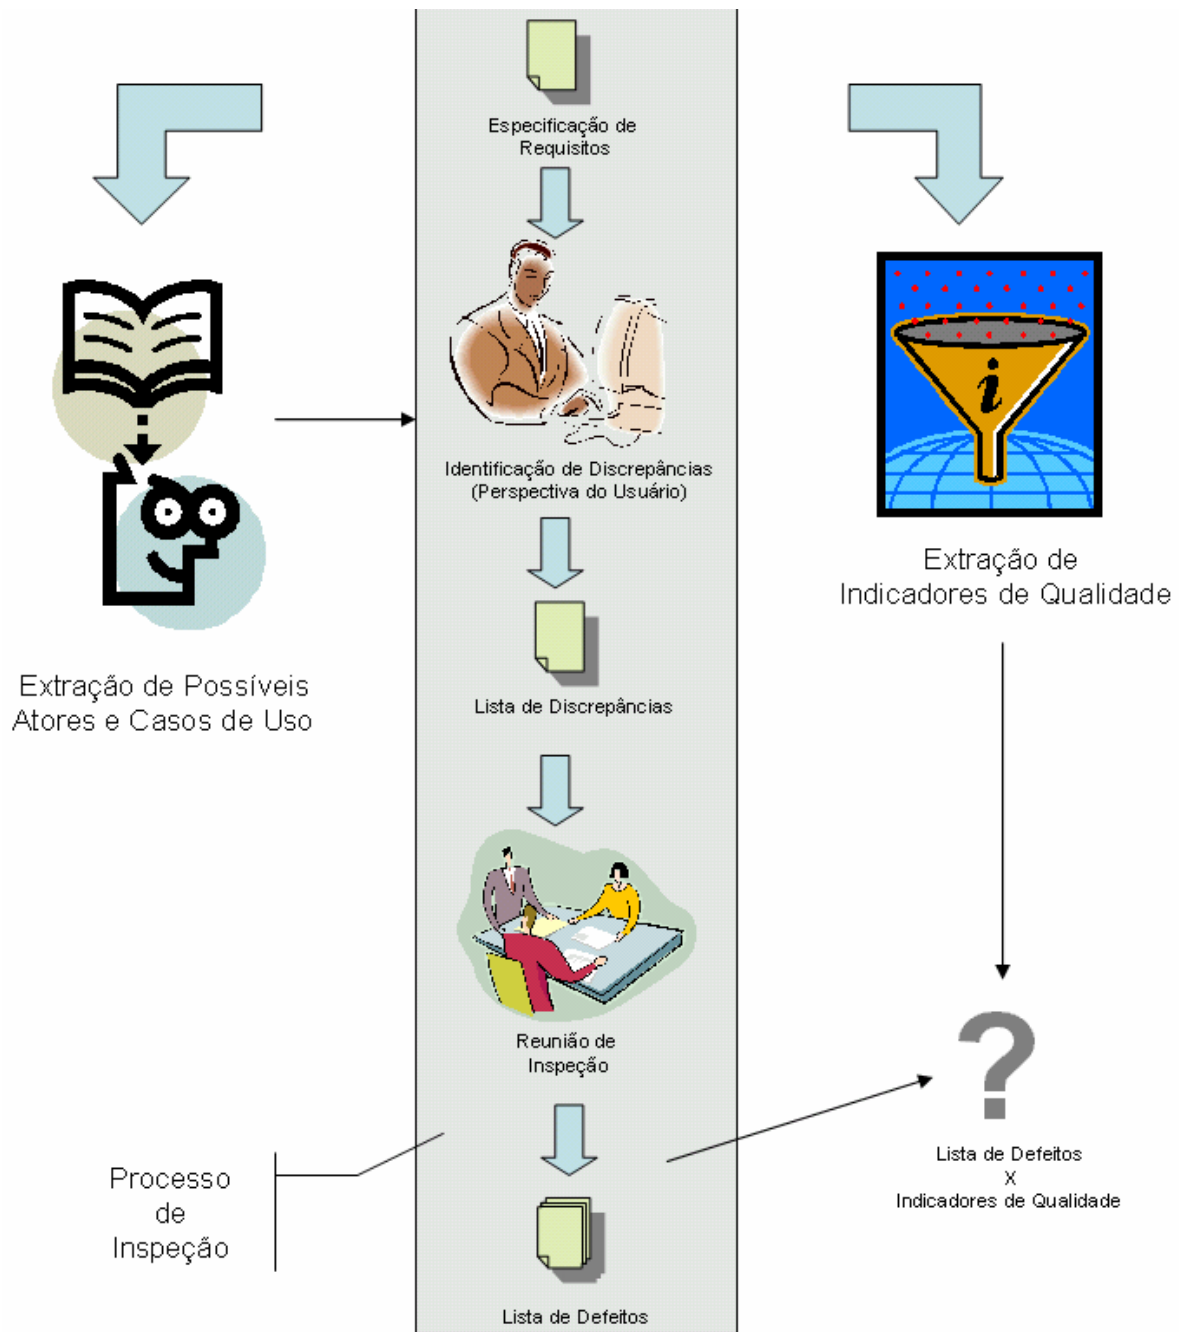 Especificação de
Requisitos
Identificação de Discrepâncias
(Perspectiva do Usuário)
i
Extração de
Indicadores de Qualidade
Extração de Possíveis
Atores e Casos de Uso
Lista de Discrepâncias
Reunião de
Inspeção
?
Lista de Defeitos
X
Indicadores de Qualidade
Processo
de
Inspeção
Lista de Defeitos